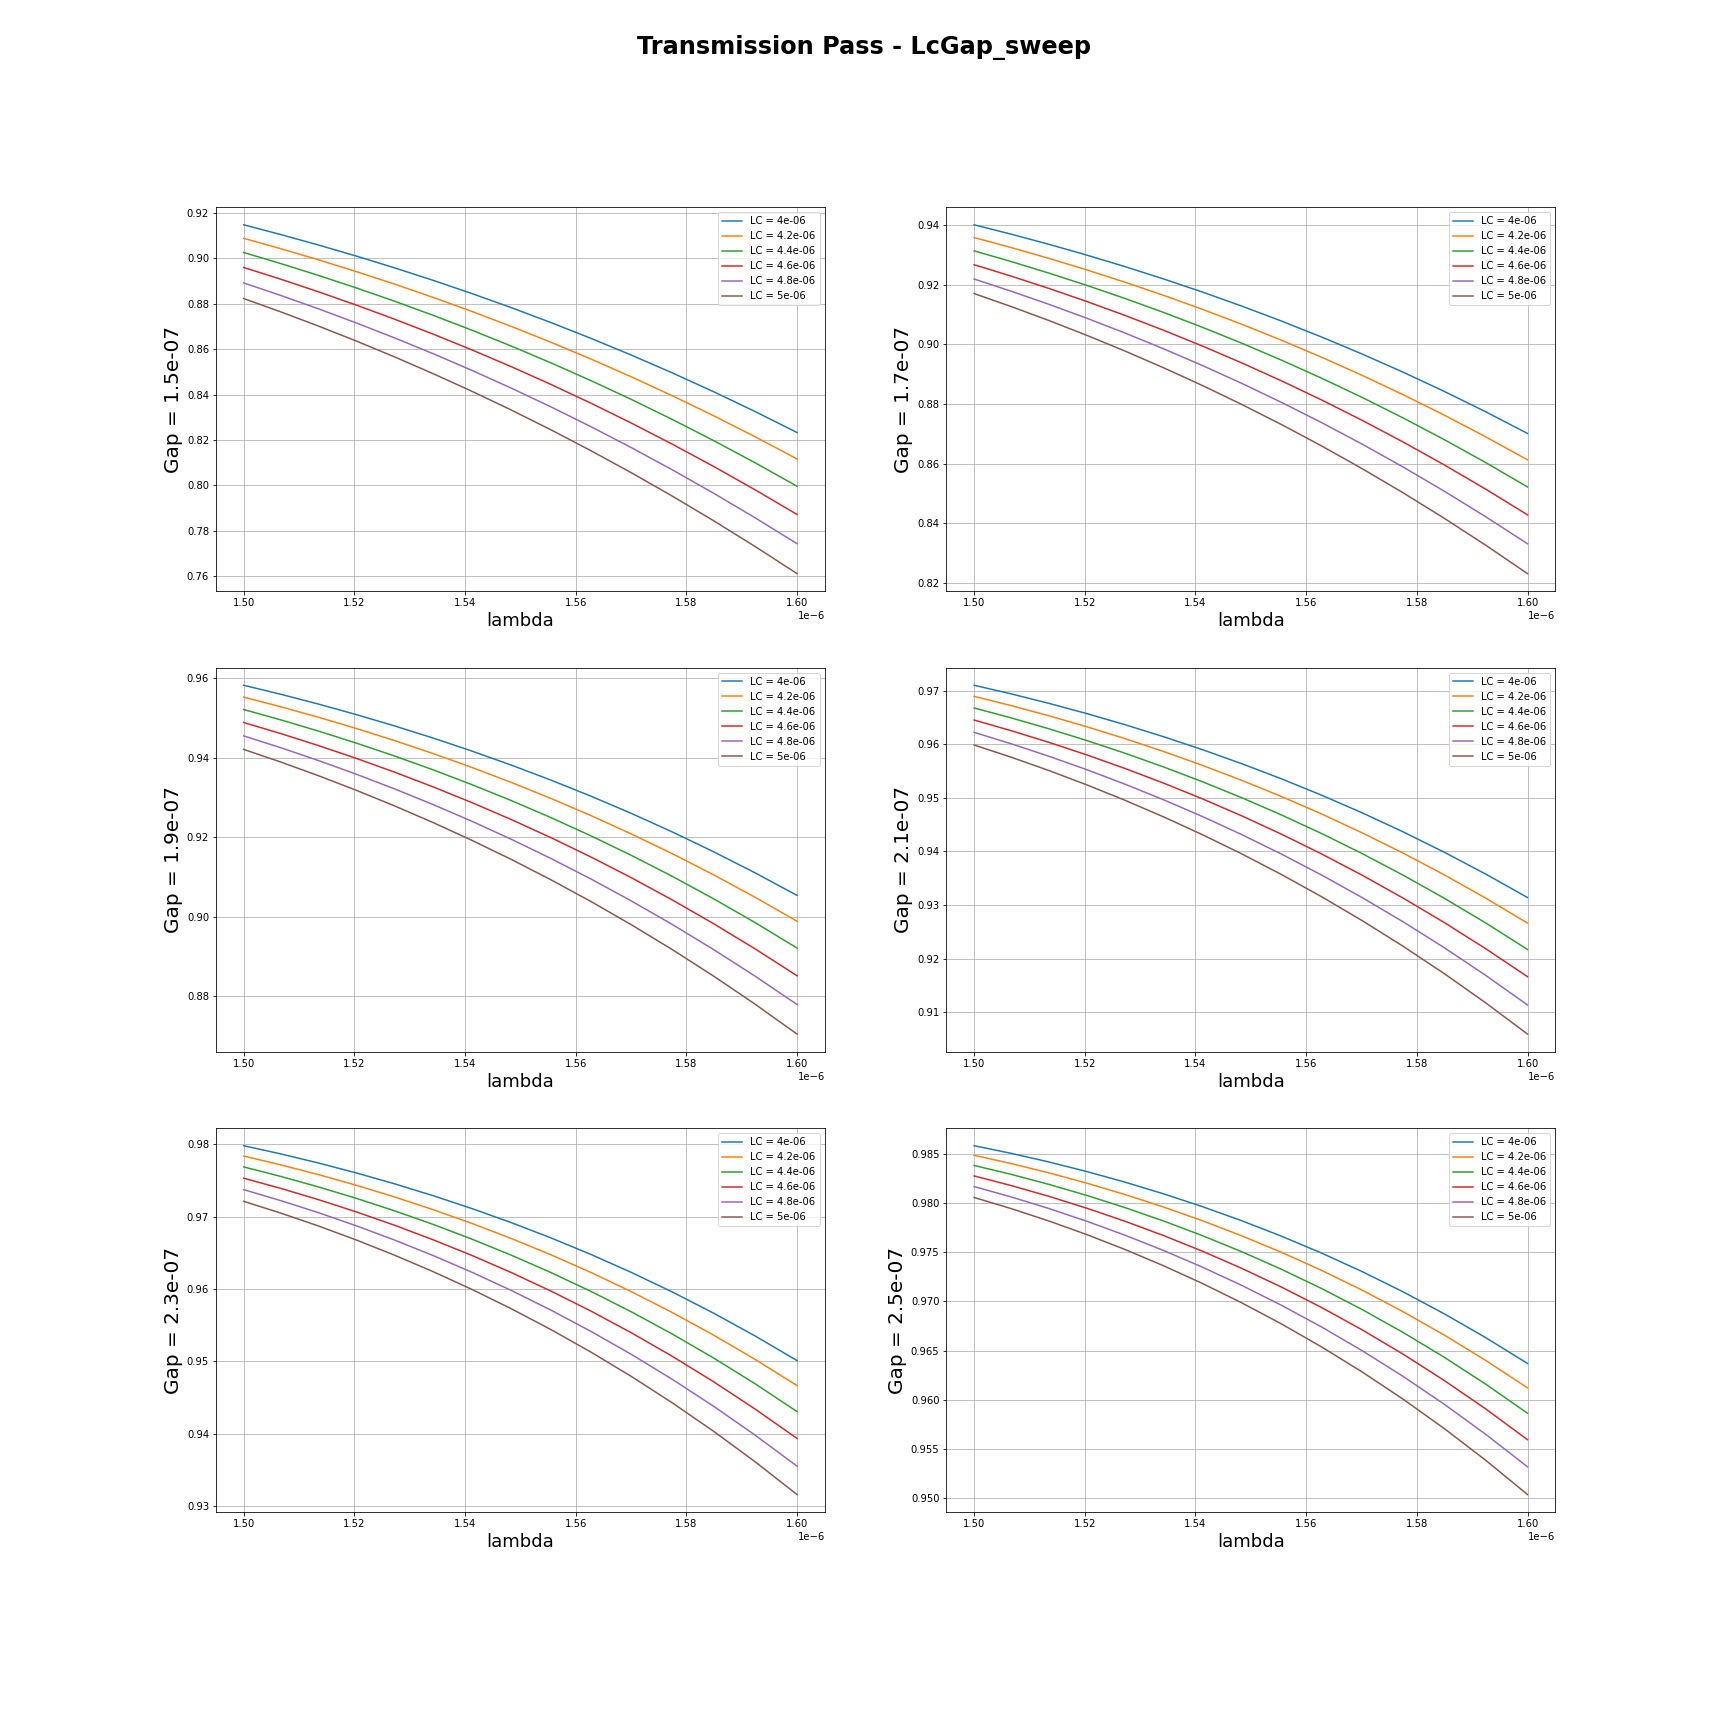 Transmission Pass - LcGap_sweep
Gap = 1.5e-07
0.92
0.90
0.88
0.86
0.84
0.82
0.80
0.78
0.76
LC = 4e-06
LC = 4.2e-06
LC = 4.4e-06
LC = 4.6e-06
LC = 4.8e-06
LC = 5e-06
1.50 1.52 1.54 1.56 1.58 1.60
1e−6
lambda
Gap = 1.7e-07
0.94
0.92
0.90
0.88
0.86
0.84
0.82
LC = 4e-06
LC = 4.2e-06
LC = 4.4e-06
LC = 4.6e-06
LC = 4.8e-06
LC = 5e-06
1.50 1.52 1.54 1.56 1.58 1.60
1e−6
lambda
Gap = 1.9e-07
0.96
0.94
0.92
0.90
0.88
LC = 4e-06
LC = 4.2e-06
LC = 4.4e-06
LC = 4.6e-06
LC = 4.8e-06
LC = 5e-06
1.50 1.52 1.54 1.56 1.58 1.60
1e−6
lambda
Gap = 2.1e-07
0.97
0.96
0.95
0.94
0.93
0.92
0.91
LC = 4e-06
LC = 4.2e-06
LC = 4.4e-06
LC = 4.6e-06
LC = 4.8e-06
LC = 5e-06
1.50 1.52 1.54 1.56 1.58 1.60
1e−6
lambda
Gap = 2.3e-07
0.98
0.97
0.96
0.95
0.94
0.93
LC = 4e-06
LC = 4.2e-06
LC = 4.4e-06
LC = 4.6e-06
LC = 4.8e-06
LC = 5e-06
1.50 1.52 1.54 1.56 1.58 1.60
1e−6
lambda
Gap = 2.5e-07
0.985
0.980
0.975
0.970
0.965
0.960
0.955
0.950
LC = 4e-06
LC = 4.2e-06
LC = 4.4e-06
LC = 4.6e-06
LC = 4.8e-06
LC = 5e-06
1.50 1.52 1.54 1.56 1.58 1.60
1e−6
lambda